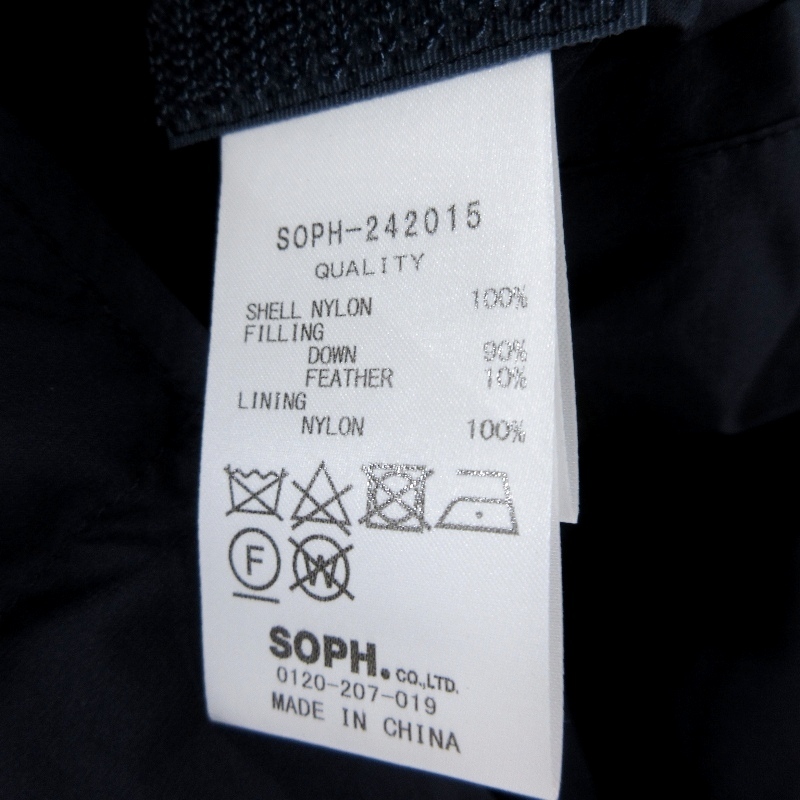 SOPH-242015
QUALITY
SHELL NYLON 100%
FILLING
DOWN 90%
FEATHER 10%
LINING
NYLON 100%
F W
SOPH. CO.,LTD.
0120-207-019
MADE IN CHINA